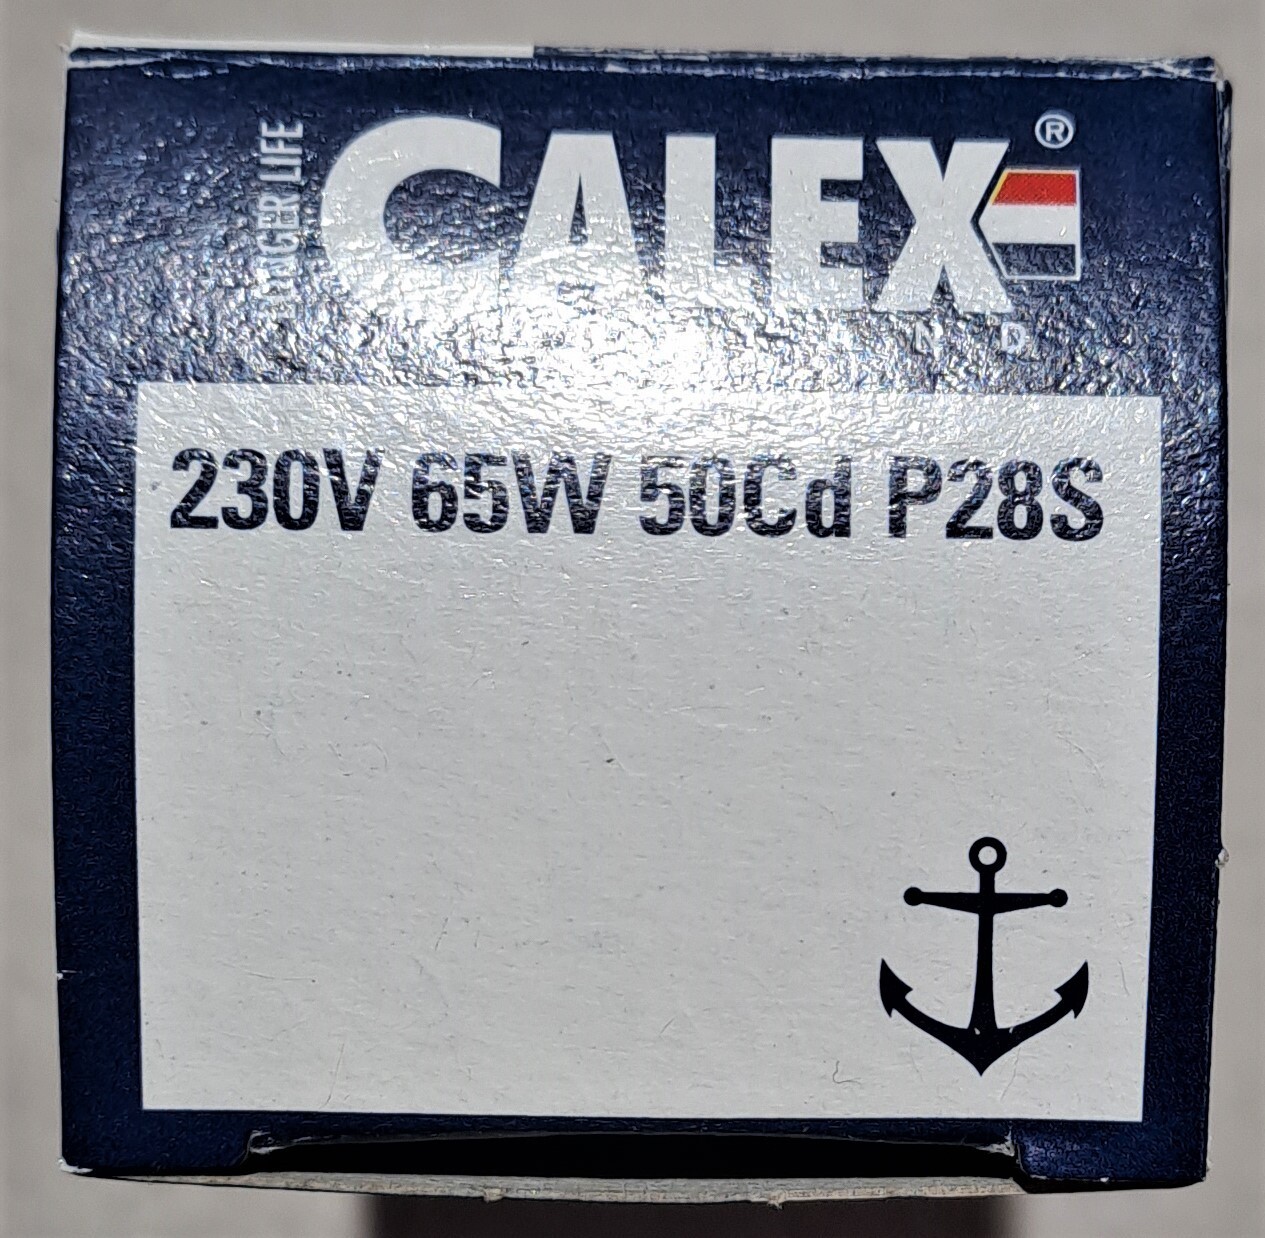 LONGER LIFE
CALEX®
230V 65W 50Cd P28S